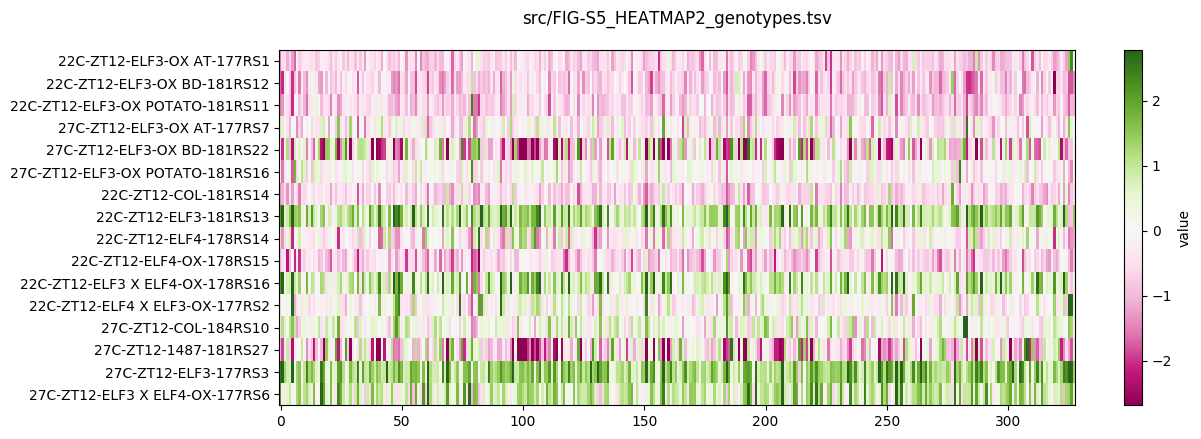 src/FIG-S5_HEATMAP2_genotypes.tsv
22C-ZT12-ELF3-OX AT-177RS1
22C-ZT12-ELF3-OX BD-181RS12
22C-ZT12-ELF3-OX POTATO-181RS11
27C-ZT12-ELF3-OX AT-177RS7
27C-ZT12-ELF3-OX BD-181RS22
27C-ZT12-ELF3-OX POTATO-181RS16
22C-ZT12-COL-181RS14
22C-ZT12-ELF3-181RS13
22C-ZT12-ELF4-178RS14
22C-ZT12-ELF4-OX-178RS15
22C-ZT12-ELF3 X ELF4-OX-178RS16
22C-ZT12-ELF4 X ELF3-OX-177RS2
27C-ZT12-COL-184RS10
27C-ZT12-1487-181RS27
27C-ZT12-ELF3-177RS3
27C-ZT12-ELF3 X ELF4-OX-177RS6
0 50 100 150 200 250 300
2
1
0
−1
−2
value